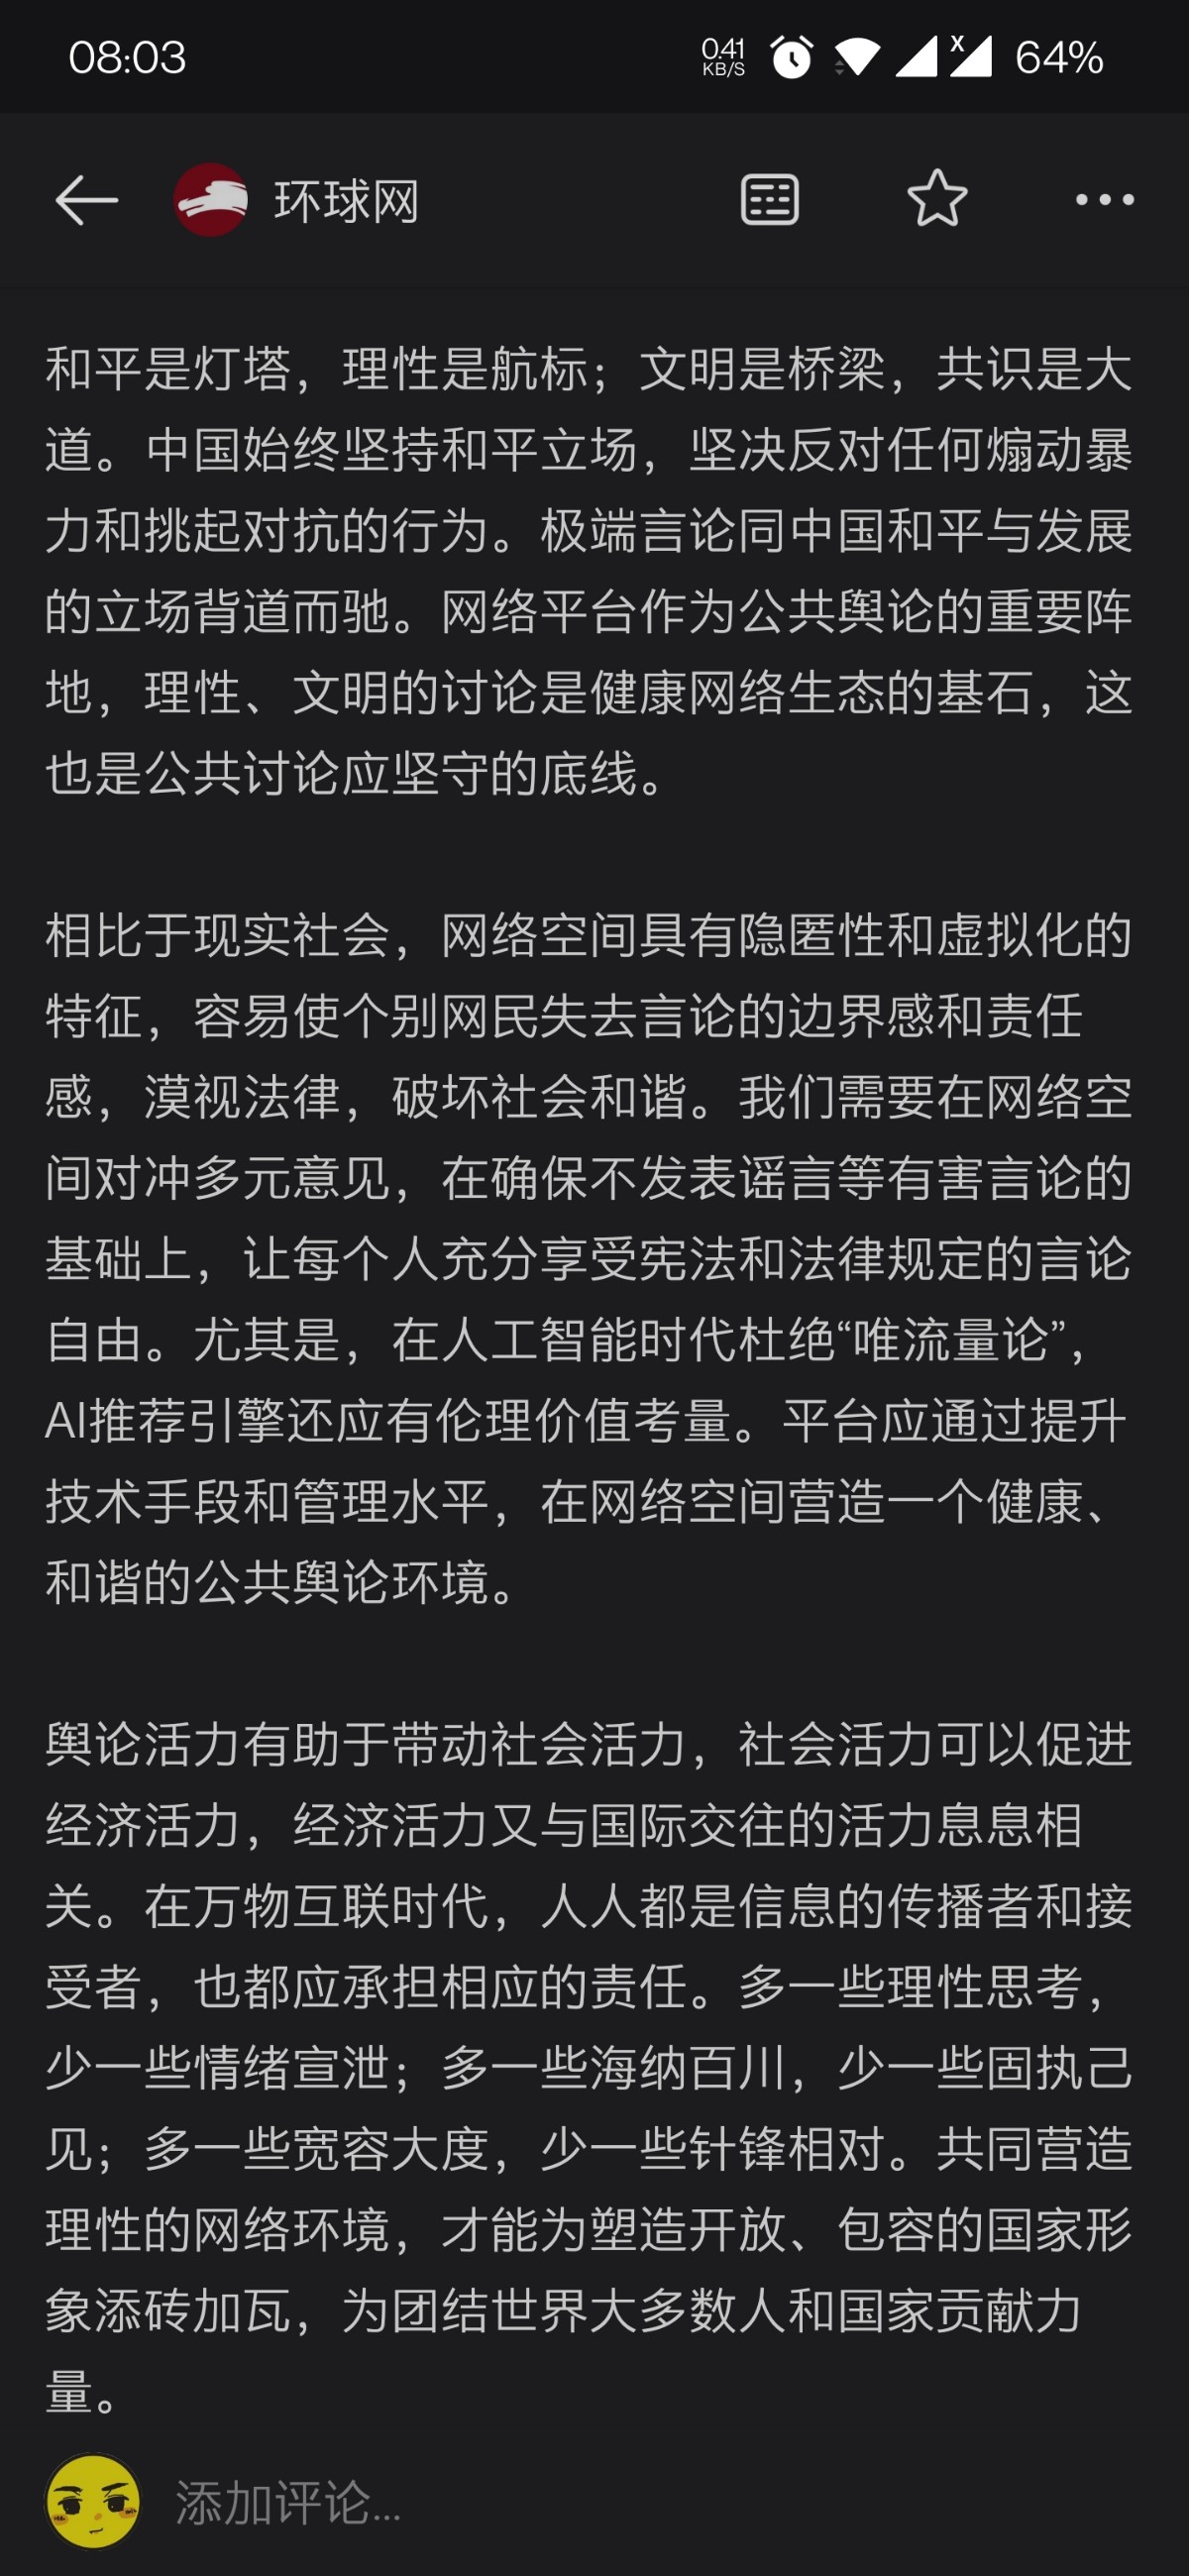 08:03
0.41
KB/S
X
64%
环球网
和平是灯塔，理性是航标；文明是桥梁，共识是大
道。中国始终坚持和平立场，坚决反对任何煽动暴
力和挑起对抗的行为。极端言论同中国和平与发展
的立场背道而驰。网络平台作为公共舆论的重要阵
地，理性、文明的讨论是健康网络生态的基石，这
也是公共讨论应坚守的底线。
相比于现实社会，网络空间具有隐匿性和虚拟化的
特征，容易使个别网民失去言论的边界感和责任
感，漠视法律，破坏社会和谐。我们需要在网络空
间对冲多元意见，在确保不发表谣言等有害言论的
基础上，让每个人充分享受宪法和法律规定的言论
自由。尤其是，在人工智能时代杜绝“唯流量论”，
AI推荐引擎还应有伦理价值考量。平台应通过提升
技术手段和管理水平，在网络空间营造一个健康、
和谐的公共舆论环境。
舆论活力有助于带动社会活力，社会活力可以促进
经济活力，经济活力又与国际交往的活力息息相
关。在万物互联时代，人人都是信息的传播者和接
受者，也都应承担相应的责任。多一些理性思考，
少一些情绪宣泄；多一些海纳百川，少一些固执己
见；多一些宽容大度，少一些针锋相对。共同营造
理性的网络环境，才能为塑造开放、包容的国家形
象添砖加瓦，为团结世界大多数人和国家贡献力
量。
添加评论...